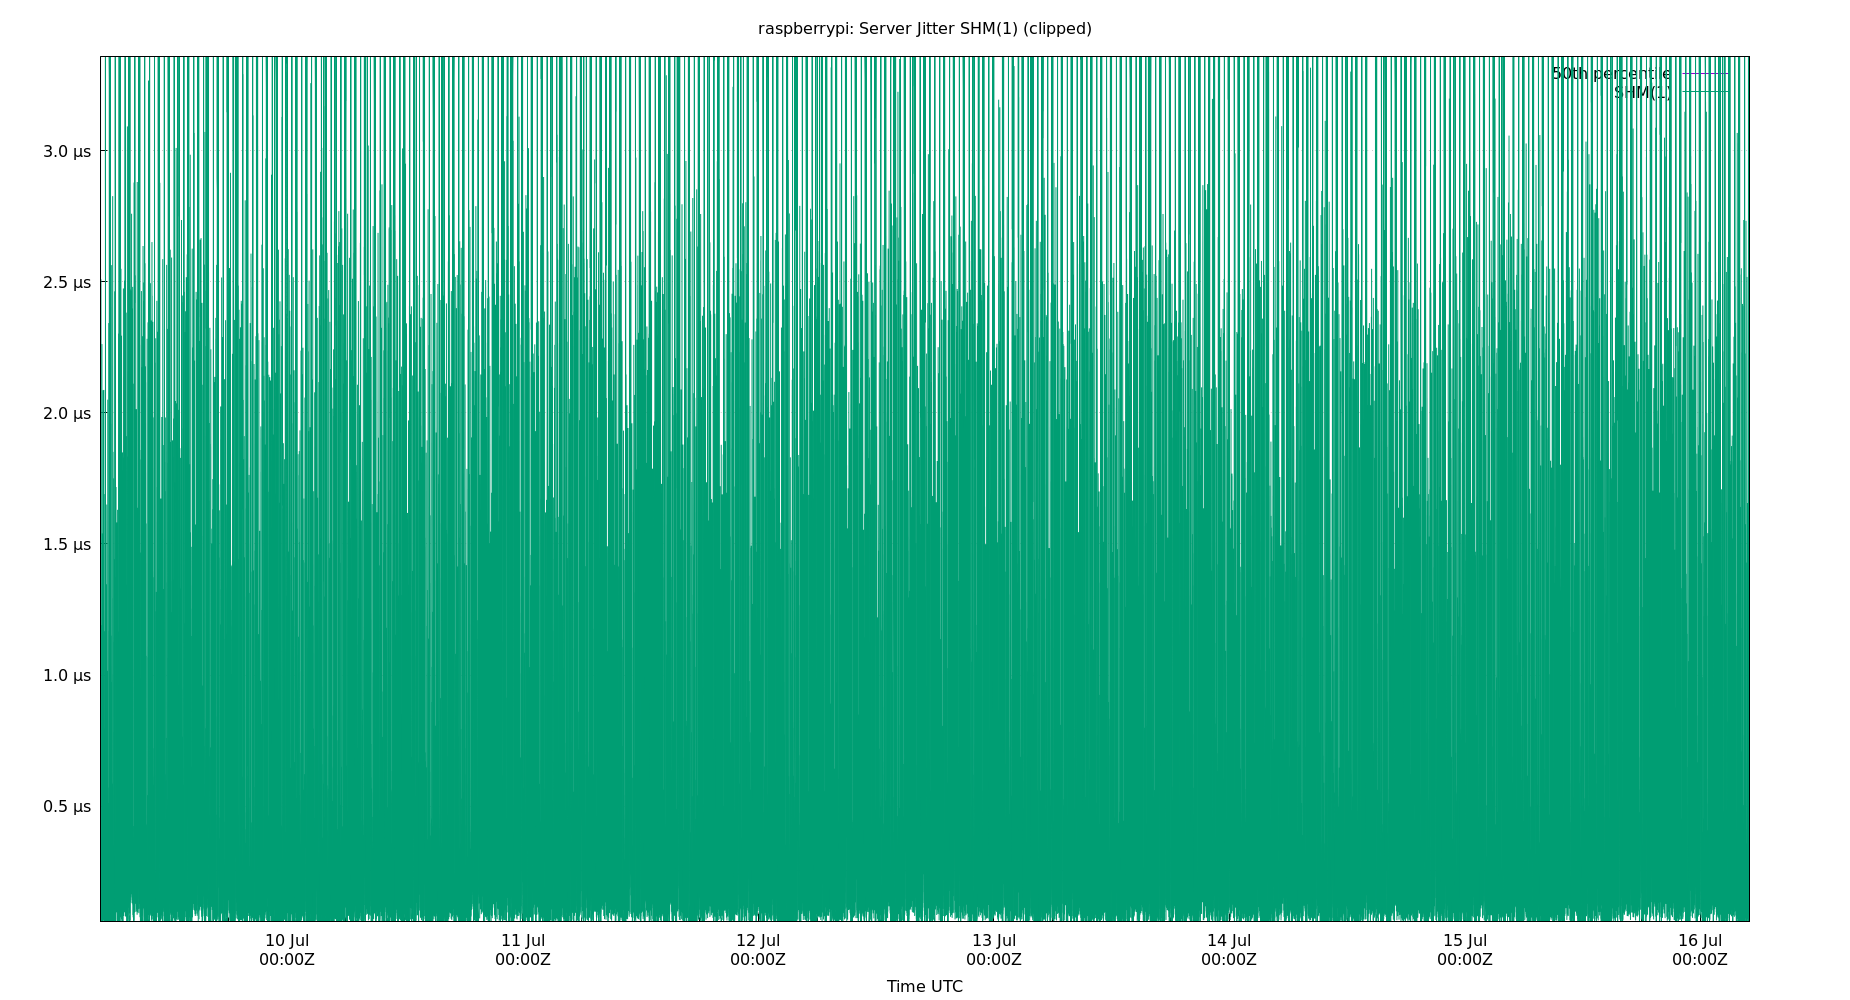 raspberrypi: Server Jitter SHM(1) (clipped)
50th percentile
SHM(1)
3.0 µs
2.5 µs
2.0 µs
1.5 µs
1.0 µs
0.5 µs
10 Jul 11 Jul 12 Jul 13 Jul 14 Jul 15 Jul 16 Jul
00:00Z 00:00Z 00:00Z 00:00Z 00:00Z 00:00Z 00:00Z
Time UTC